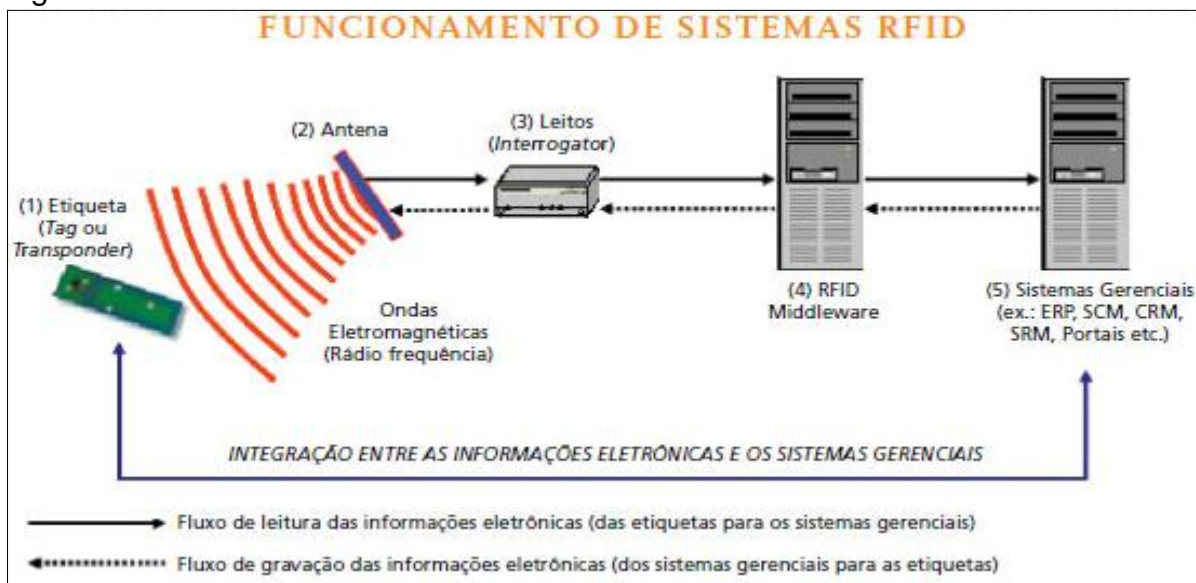 FUNCIONAMENTO DE SISTEMAS RFID
(1) Etiqueta
(Tag ou
Transponder)
(2) Antena
Ondas
Eletromagnéticas
(Rádio frequência)
(3) Leitos
(Interrogator)
(4) RFID
Middleware
(5) Sistemas Gerenciais
(ex.: ERP, SCM, CRM,
SRM, Portais etc.)
INTEGRAÇÃO ENTRE AS INFORMAÇÕES ELETRÔNICAS E OS SISTEMAS GERENCIAIS
Fluxo de leitura das informações eletrônicas (das etiquetas para os sistemas gerenciais)
Fluxo de gravação das informações eletrônicas (dos sistemas gerenciais para as etiquetas)